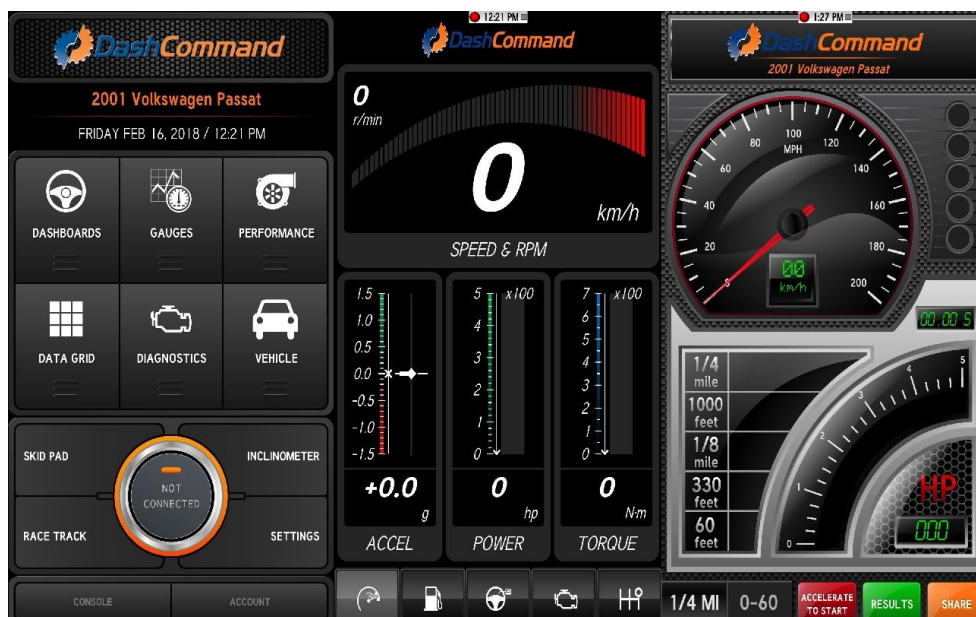 DashCommand
2001 Volkswagen Passat
FRIDAY FEB 16, 2018 / 12:21 PM
DASHBOARDS
GAUGES
PERFORMANCE
DATA GRID
DIAGNOSTICS
VEHICLE
SKID PAD
INCLINOMETER
NOT
CONNECTED
RACE TRACK
SETTINGS
CONSOLE
ACCOUNT
12:21 PM
DashCommand
0
r/min
0
km/h
SPEED & RPM
1.5
1.0
0.5
0.0
-0.5
-1.0
-1.5
+0.0
g
ACCEL
5 x100
4
3
2
1
0
0
hp
POWER
7 x100
6
5
4
3
2
1
0
0
N·m
TORQUE
1:27 PM
DashCommand
2001 Volkswagen Passat
0
20
40
60
80
100
120
140
160
180
200
MPH
00
km/h
00.00 S
1/4
mile
1000
feet
1/8
mile
330
feet
60
feet
0
1
2
3
4
5
HP
000
1/4 MI
0-60
ACCELERATE
TO START
RESULTS
SHARE